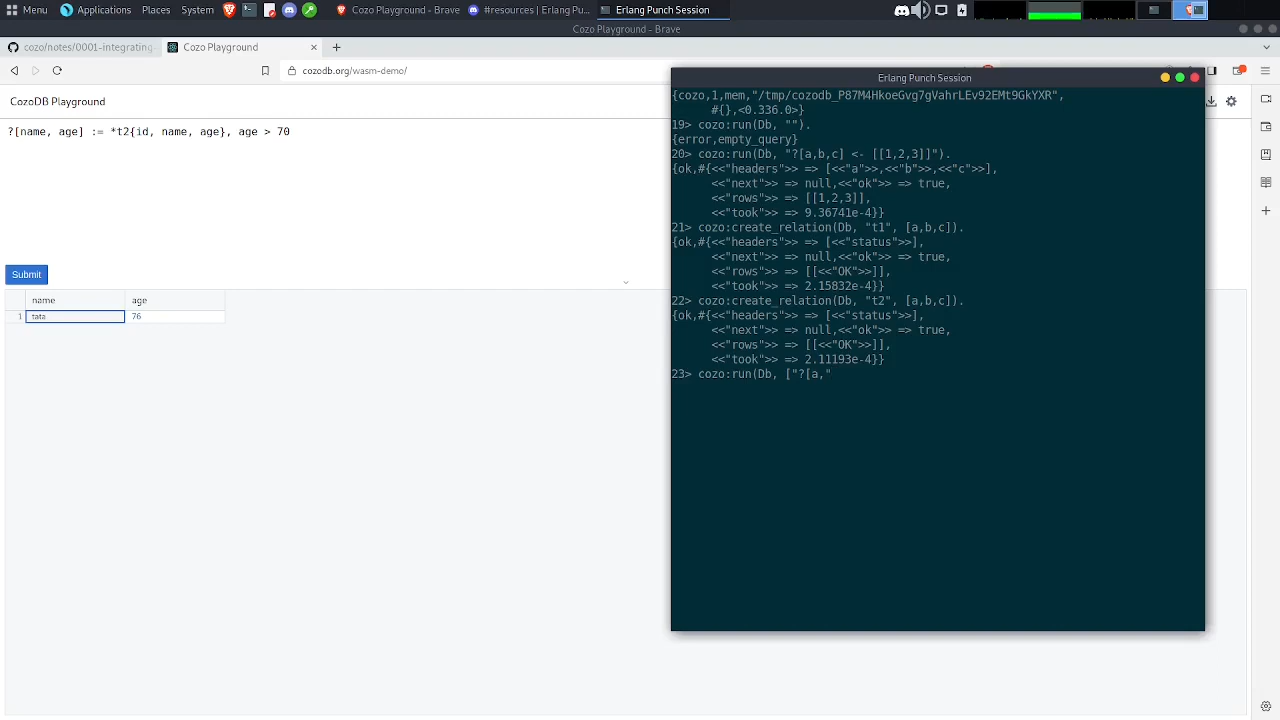 Menu Applications Places System Cozo Playground - Brave #resources | Erlang Pu... Erlang Punch Session
Cozo Playground - Brave
cozo/notes/0001-integrating- Cozo Playground
cozodb.org/wasm-demo/
CozoDB Playground
?[name, age] := *t2{id, name, age}, age > 70
Submit
name age
1 tata 76
Erlang Punch Session
{cozo,1,mem,"/tmp/cozodb_P87M4HkoeGvg7gVahrLEv92EMt9GkYXR",
#{},<0.336.0>}
19> cozo:run(Db, "").
{error,empty_query}
20> cozo:run(Db, "?[a,b,c] <- [[1,2,3]]").
{ok,#{<<"headers">> => [<<"a">>,<<"b">>,<<"c">>],
<<"next">> => null,<<"ok">> => true,
<<"rows">> => [[1,2,3]],
<<"took">> => 9.36741e-4}}
21> cozo:create_relation(Db, "t1", [a,b,c]).
{ok,#{<<"headers">> => [<<"status">>],
<<"next">> => null,<<"ok">> => true,
<<"rows">> => [[<<"OK">>]],
<<"took">> => 2.15832e-4}}
22> cozo:create_relation(Db, "t2", [a,b,c]).
{ok,#{<<"headers">> => [<<"status">>],
<<"next">> => null,<<"ok">> => true,
<<"rows">> => [[<<"OK">>]],
<<"took">> => 2.11193e-4}}
23> cozo:run(Db, ["?[a,"